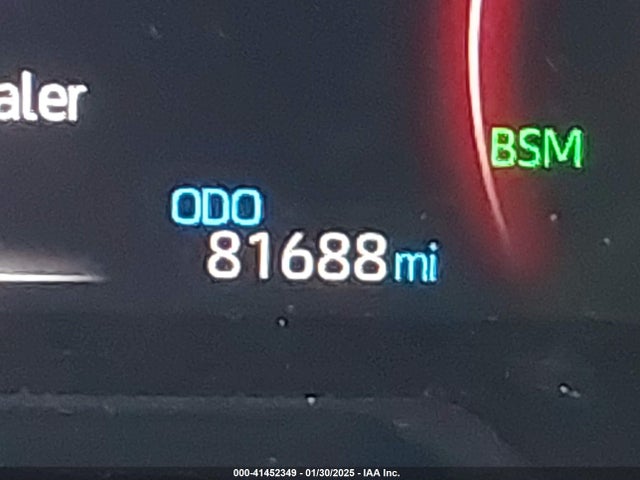 aler
BSM
ODO
81688 mi
000-41452349 - 01/30/2025 - IAA Inc.